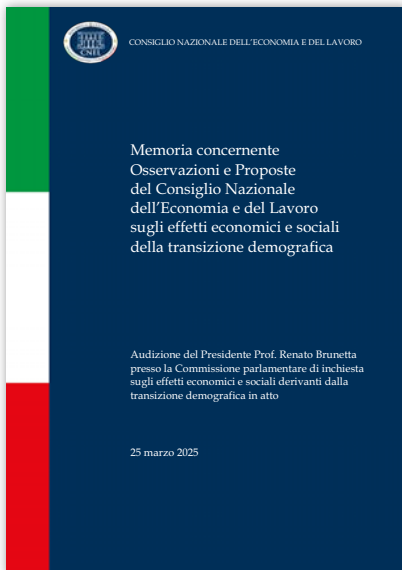 CNEL
CONSIGLIO NAZIONALE DELL'ECONOMIA E DEL LAVORO
Memoria concernente
Osservazioni e Proposte
del Consiglio Nazionale
dell'Economia e del Lavoro
sugli effetti economici e sociali
della transizione demografica
Audizione del Presidente Prof. Renato Brunetta
presso la Commissione parlamentare di inchiesta
sugli effetti economici e sociali derivanti dalla
transizione demografica in atto
25 marzo 2025